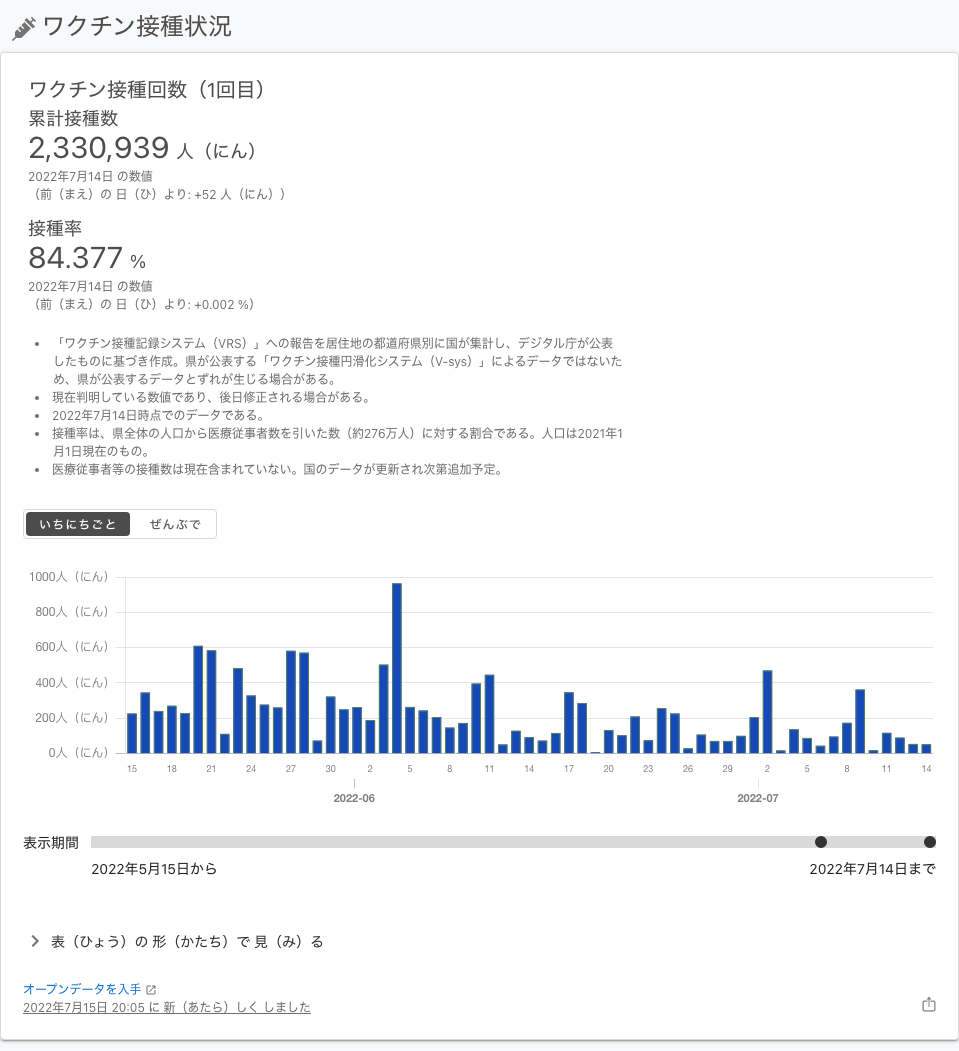 ワクチン接種状況
ワクチン接種回数（1回目）
累計接種数
2,330,939 人（にん）
2022年7月14日 の数値
（前（まえ）の 日（ひ）より: +52 人（にん））
接種率
84.377 %
2022年7月14日 の数値
（前（まえ）の 日（ひ）より: +0.002 %）
• 「ワクチン接種記録システム（VRS）」への報告を居住地の都道府県別に国が集計し、デジタル庁が公表
したものに基づき作成。県が公表する「ワクチン接種円滑化システム（V-sys）」によるデータではないた
め、県が公表するデータとずれが生じる場合がある。
• 現在判明している数値であり、後日修正される場合がある。
• 2022年7月14日時点でのデータである。
• 接種率は、県全体の人口から医療従事者数を引いた数（約276万人）に対する割合である。人口は2021年1
月1日現在のもの。
• 医療従事者等の接種数は現在含まれていない。国のデータが更新され次第追加予定。
いちにちごと ぜんぶで
1000人（にん）
800人（にん）
600人（にん）
400人（にん）
200人（にん）
0人（にん）
15 18 21 24 27 30 2 5 8 11 14 17 20 23 26 29 2 5 8 11 14
2022-06 2022-07
表示期間
2022年5月15日から 2022年7月14日まで
表（ひょう）の 形（かたち）で 見（み）る
オープンデータを入手
2022年7月15日 20:05 に 新（あたら）しく しました